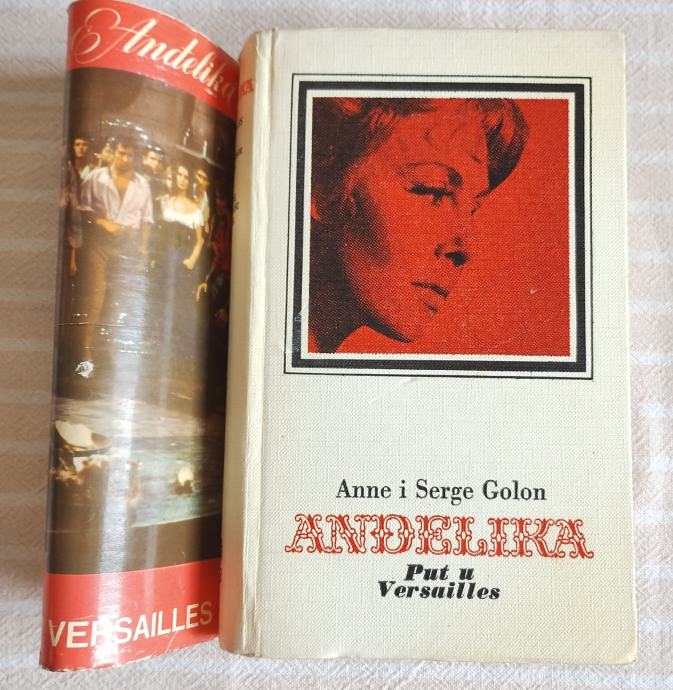 Anđelika
VERSAILLES
Anne i Serge Golon
ANĐELIKA
Put u
Versailles